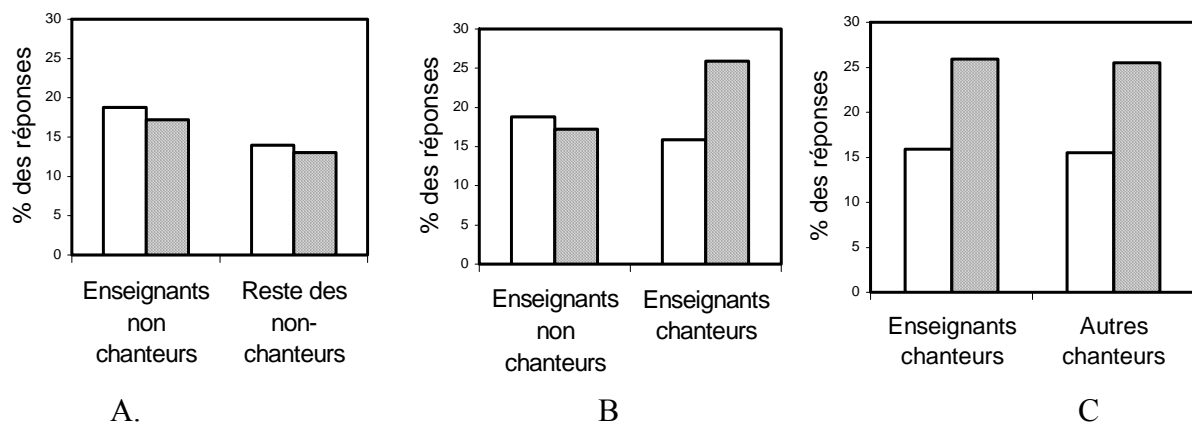 % des réponses
30
25
20
15
10
5
0
Enseignants
non
chanteurs
Reste des
non-
chanteurs
A.
% des réponses
30
25
20
15
10
5
0
Enseignants
non
chanteurs
Enseignants
chanteurs
B
% des réponses
30
25
20
15
10
5
0
Enseignants
chanteurs
Autres
chanteurs
C